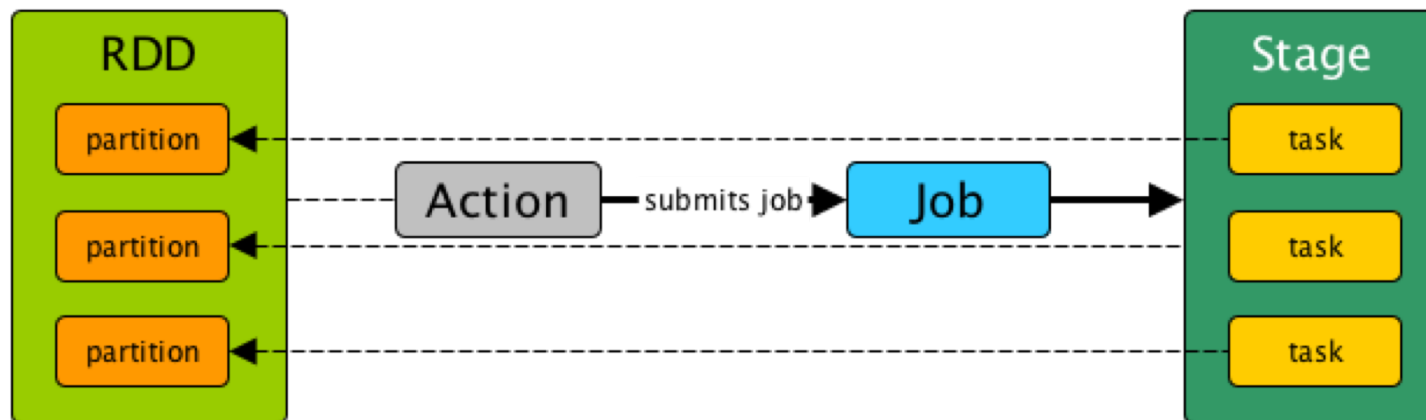 RDD
partition
partition
partition
Action
submits job
Job
Stage
task
task
task